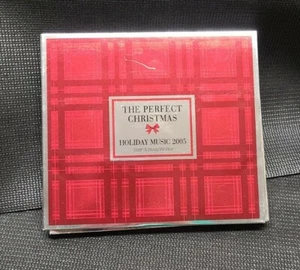 THE PERFECT
CHRISTMAS
HOLIDAY MUSIC 2005